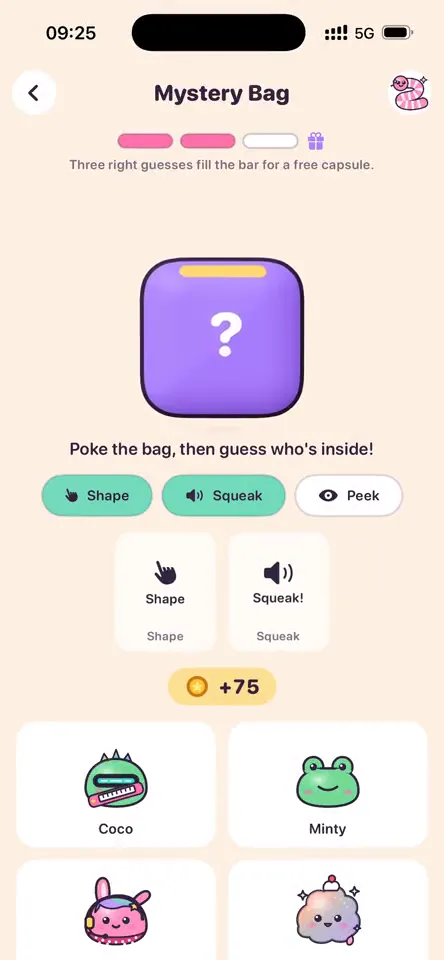 09:25
5G
Mystery Bag
Three right guesses fill the bar for a free capsule.
?
Poke the bag, then guess who's inside!
Shape
Squeak
Peek
Shape
Squeak!
Shape
Squeak
+75
Coco
Minty